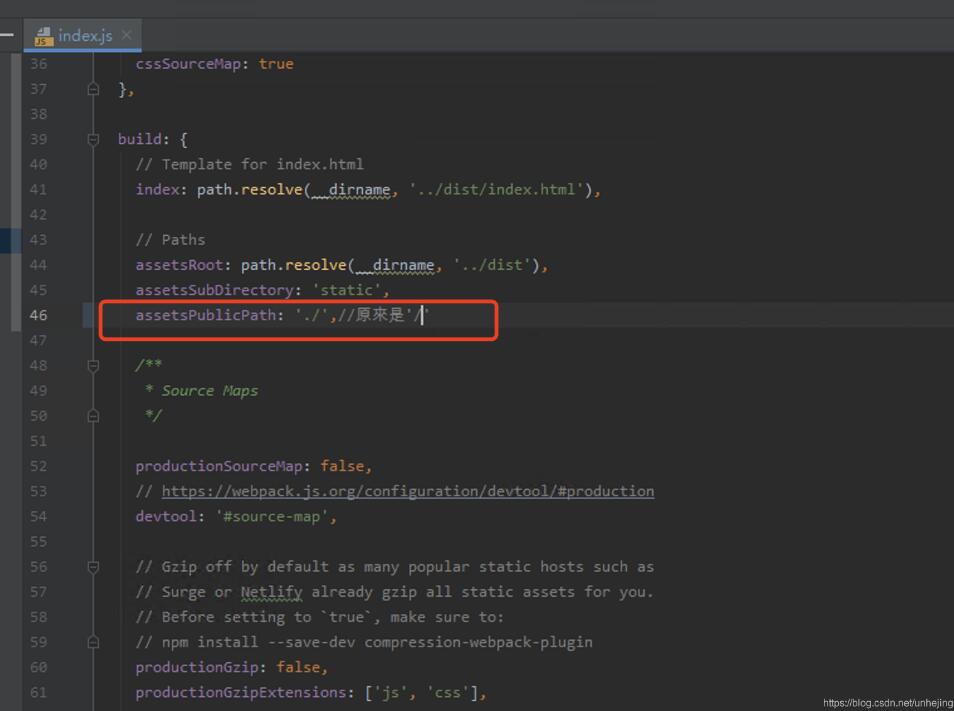 index.js
36 cssSourceMap: true
37 },
38
39 build: {
40 // Template for index.html
41 index: path.resolve(__dirname, '../dist/index.html'),
42
43 // Paths
44 assetsRoot: path.resolve(__dirname, '../dist'),
45 assetsSubDirectory: 'static',
46 assetsPublicPath: './',//原來是'/'
47
48 /**
49 * Source Maps
50 */
51
52 productionSourceMap: false,
53 // https://webpack.js.org/configuration/devtool/#production
54 devtool: '#source-map',
55
56 // Gzip off by default as many popular static hosts such as
57 // Surge or Netlify already gzip all static assets for you.
58 // Before setting to `true`, make sure to:
59 // npm install --save-dev compression-webpack-plugin
60 productionGzip: false,
61 productionGzipExtensions: ['js', 'css'],
https://blog.csdn.net/unhejing